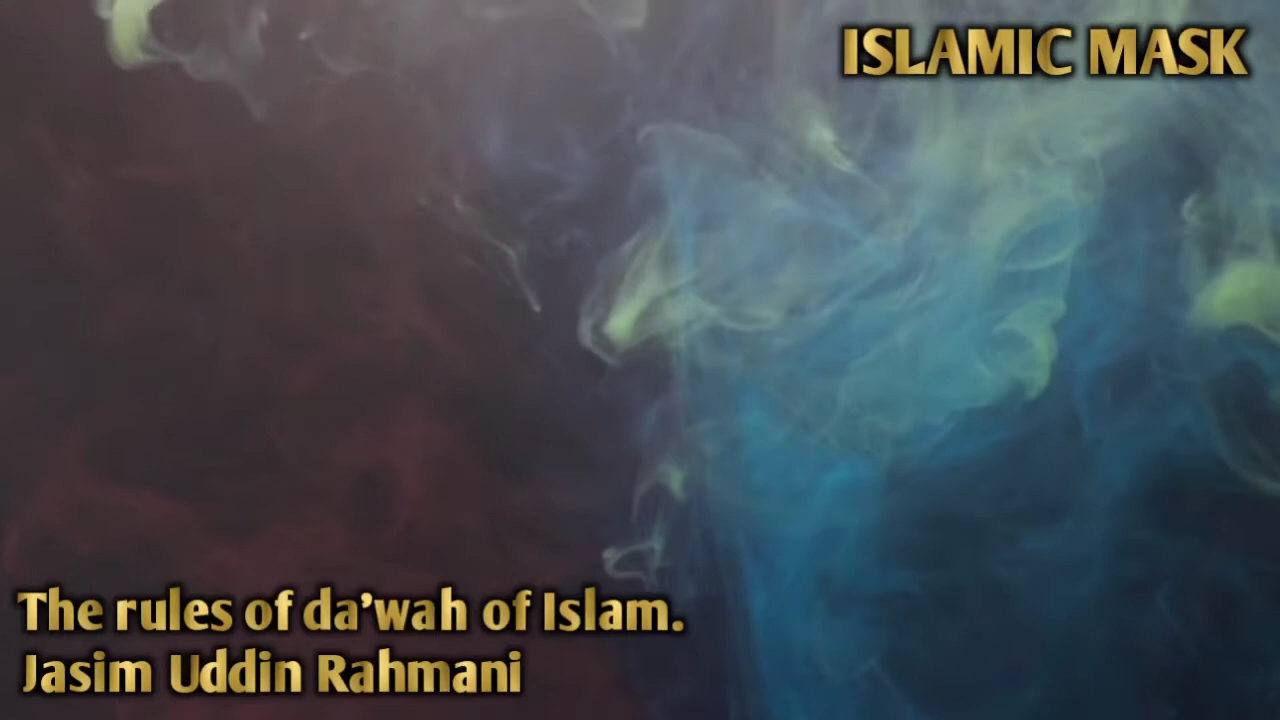 ISLAMIC MASK
The rules of da'wah of Islam.
Jasim Uddin Rahmani